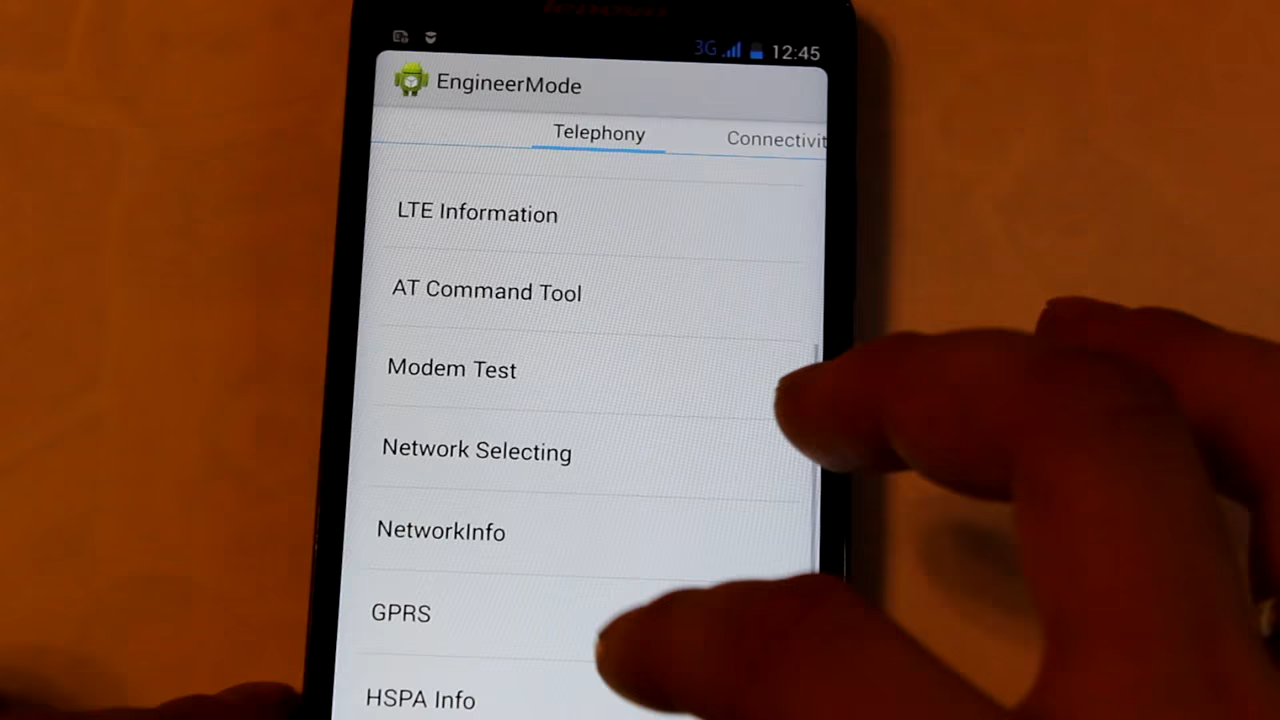 lenovo
3G 12:45
EngineerMode
Telephony Connectivit
LTE Information
AT Command Tool
Modem Test
Network Selecting
NetworkInfo
GPRS
HSPA Info